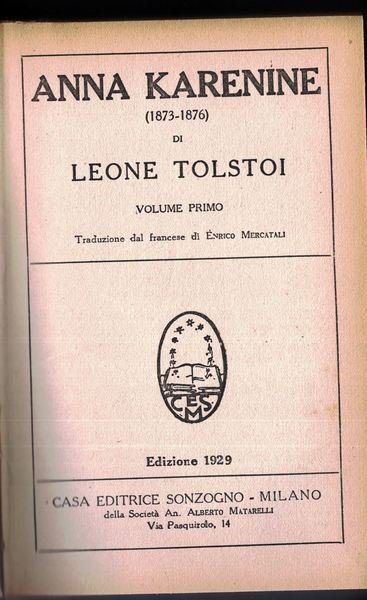 ANNA KARENINE
(1873-1876)
DI
LEONE TOLSTOI
VOLUME PRIMO
Traduzione dal francese di ENRICO MERCATALI
CESMS
Edizione 1929
CASA EDITRICE SONZOGNO - MILANO
della Società An. ALBERTO MATARELLI
Via Pasquirolo, 14